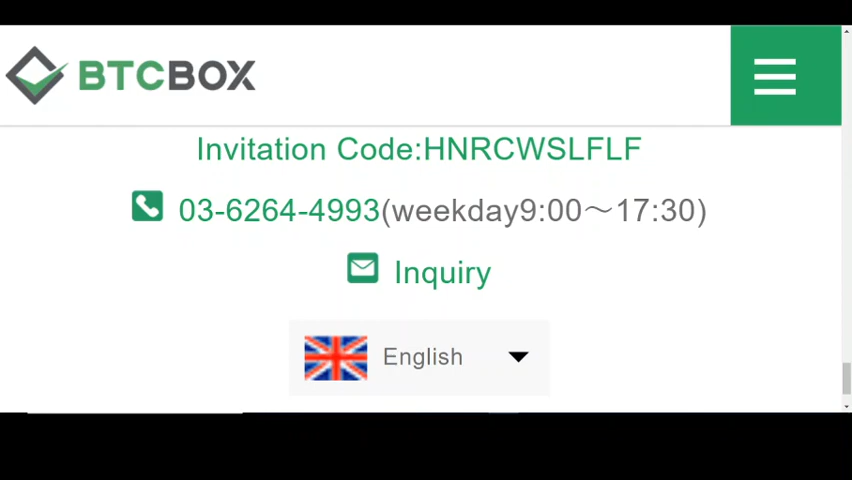 BTCBOX
Invitation Code:HNRCWSLFLF
03-6264-4993(weekday9:00～17:30)
Inquiry
English